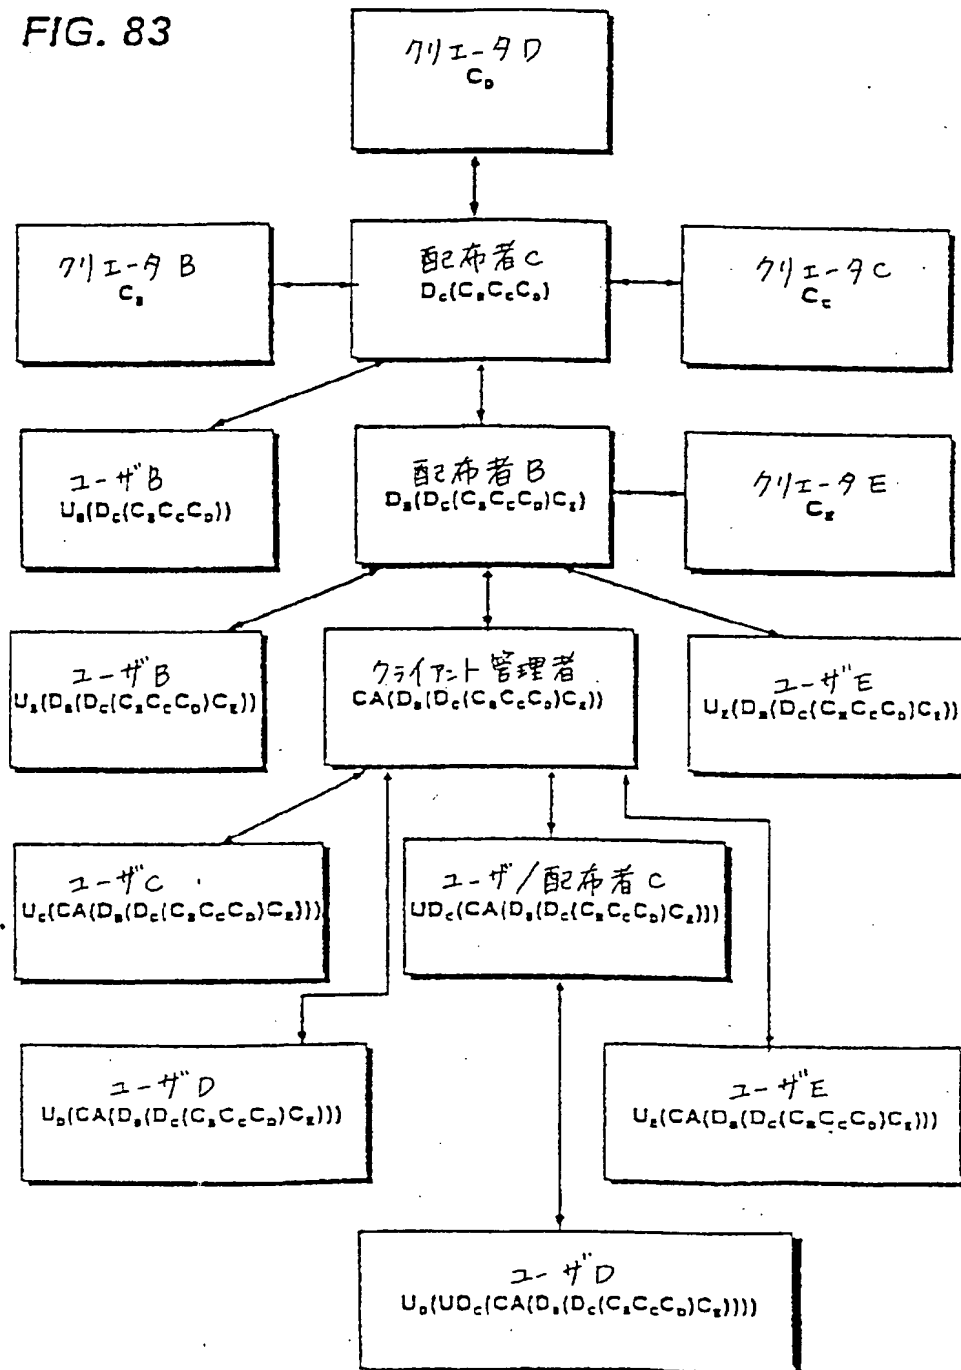 FIG. 83
クリエータD
C_D
クリエータB
C_B
配布者C
D_C(C_BC_CC_D)
クリエータC
C_C
ユーザB
U_B(D_C(C_BC_CC_D))
配布者B
D_B(D_C(C_BC_CC_D)C_E)
クリエータE
C_E
ユーザB
U_B(D_B(D_C(C_BC_CC_D)C_E))
クライアント管理者
CA(D_B(D_C(C_BC_CC_D)C_E))
ユーザE
U_E(D_B(D_C(C_BC_CC_D)C_E))
ユーザC
U_C(CA(D_B(D_C(C_BC_CC_D)C_E)))
ユーザ/配布者C
UD_C(CA(D_B(D_C(C_BC_CC_D)C_E)))
ユーザD
U_D(CA(D_B(D_C(C_BC_CC_D)C_E)))
ユーザE
U_E(CA(D_B(D_C(C_BC_CC_D)C_E)))
ユーザD
U_D(UD_C(CA(D_B(D_C(C_BC_CC_D)C_E))))